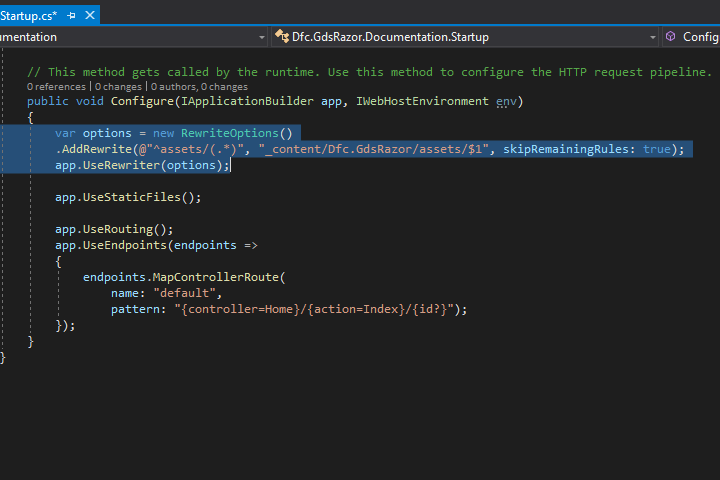 Startup.cs*
umentation
Dfc.GdsRazor.Documentation.Startup
Config
// This method gets called by the runtime. Use this method to configure the HTTP request pipeline.
0 references | 0 changes | 0 authors, 0 changes
public void Configure(IApplicationBuilder app, IWebHostEnvironment env)
{
var options = new RewriteOptions()
.AddRewrite(@"^assets/(.*)", "_content/Dfc.GdsRazor/assets/$1", skipRemainingRules: true);
app.UseRewriter(options);
app.UseStaticFiles();
app.UseRouting();
app.UseEndpoints(endpoints =>
{
endpoints.MapControllerRoute(
name: "default",
pattern: "{controller=Home}/{action=Index}/{id?}");
});
}
}